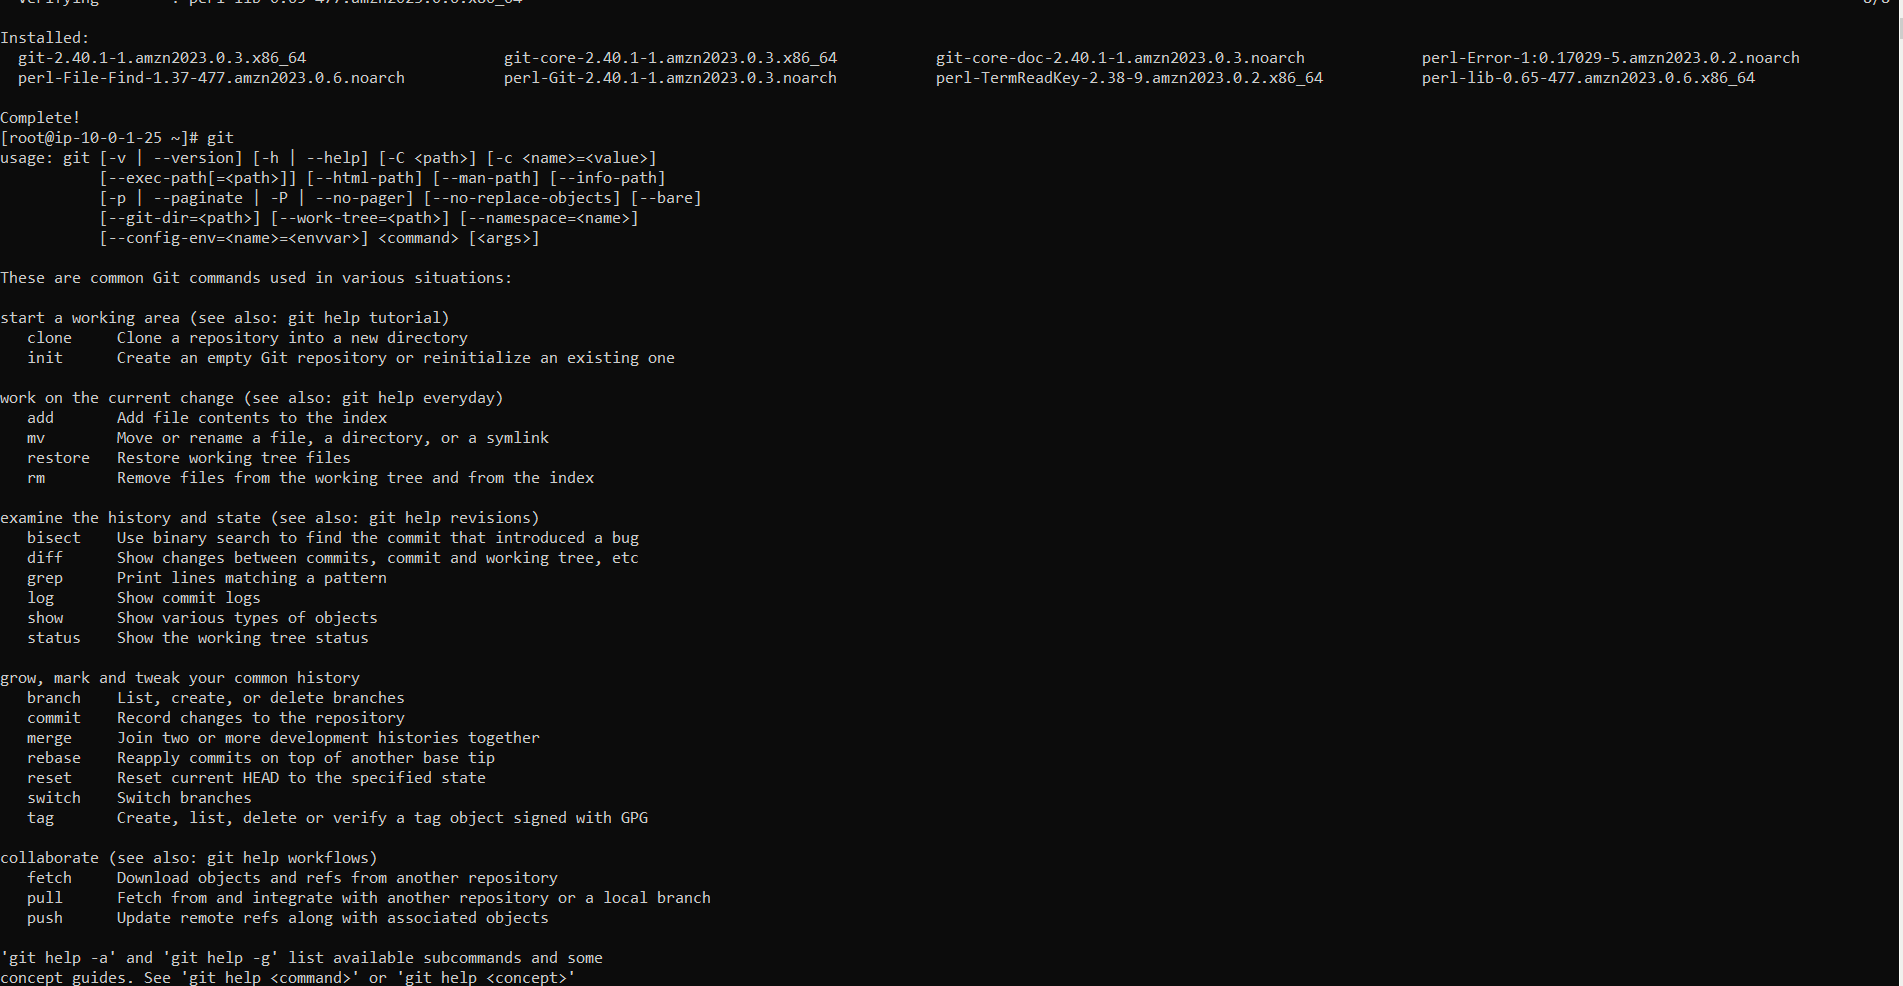 Installed:
  git-2.40.1-1.amzn2023.0.3.x86_64                      git-core-2.40.1-1.amzn2023.0.3.x86_64           git-core-doc-2.40.1-1.amzn2023.0.3.noarch             perl-Error-1:0.17029-5.amzn2023.0.2.noarch
  perl-File-Find-1.37-477.amzn2023.0.6.noarch           perl-Git-2.40.1-1.amzn2023.0.3.noarch           perl-TermReadKey-2.38-9.amzn2023.0.2.x86_64           perl-lib-0.65-477.amzn2023.0.6.x86_64

Complete!
[root@ip-10-0-1-25 ~]# git
usage: git [-v | --version] [-h | --help] [-C <path>] [-c <name>=<value>]
           [--exec-path[=<path>]] [--html-path] [--man-path] [--info-path]
           [-p | --paginate | -P | --no-pager] [--no-replace-objects] [--bare]
           [--git-dir=<path>] [--work-tree=<path>] [--namespace=<name>]
           [--config-env=<name>=<envvar>] <command> [<args>]

These are common Git commands used in various situations:

start a working area (see also: git help tutorial)
   clone     Clone a repository into a new directory
   init      Create an empty Git repository or reinitialize an existing one

work on the current change (see also: git help everyday)
   add       Add file contents to the index
   mv        Move or rename a file, a directory, or a symlink
   restore   Restore working tree files
   rm        Remove files from the working tree and from the index

examine the history and state (see also: git help revisions)
   bisect    Use binary search to find the commit that introduced a bug
   diff      Show changes between commits, commit and working tree, etc
   grep      Print lines matching a pattern
   log       Show commit logs
   show      Show various types of objects
   status    Show the working tree status

grow, mark and tweak your common history
   branch    List, create, or delete branches
   commit    Record changes to the repository
   merge     Join two or more development histories together
   rebase    Reapply commits on top of another base tip
   reset     Reset current HEAD to the specified state
   switch    Switch branches
   tag       Create, list, delete or verify a tag object signed with GPG

collaborate (see also: git help workflows)
   fetch     Download objects and refs from another repository
   pull      Fetch from and integrate with another repository or a local branch
   push      Update remote refs along with associated objects

'git help -a' and 'git help -g' list available subcommands and some
concept guides. See 'git help <command>' or 'git help <concept>'